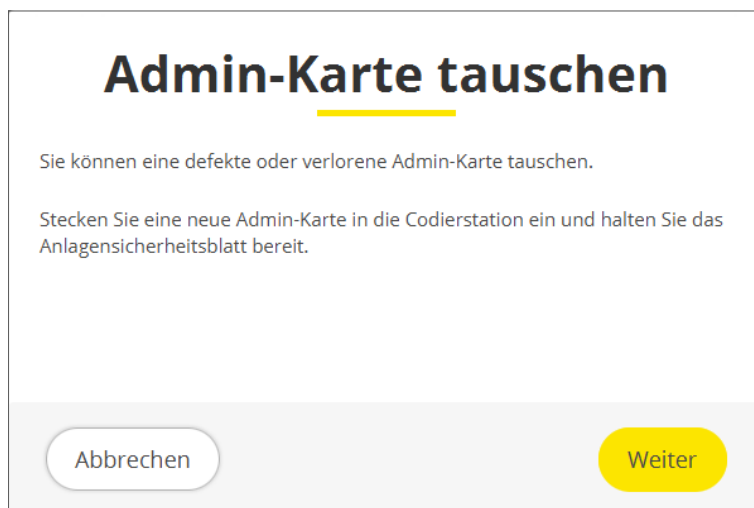 Admin-Karte tauschen
Sie können eine defekte oder verlorene Admin-Karte tauschen.
Stecken Sie eine neue Admin-Karte in die Codierstation ein und halten Sie das
Anlagensicherheitsblatt bereit.
Abbrechen
Weiter